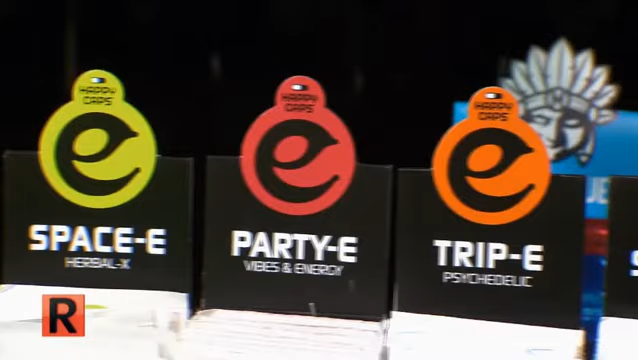 HAPPY
CAPS
e
SPACE-E
HERBAL-X
HAPPY
CAPS
e
PARTY-E
VIBES & ENERGY
HAPPY
CAPS
e
TRIP-E
PSYCHEDELIC
R